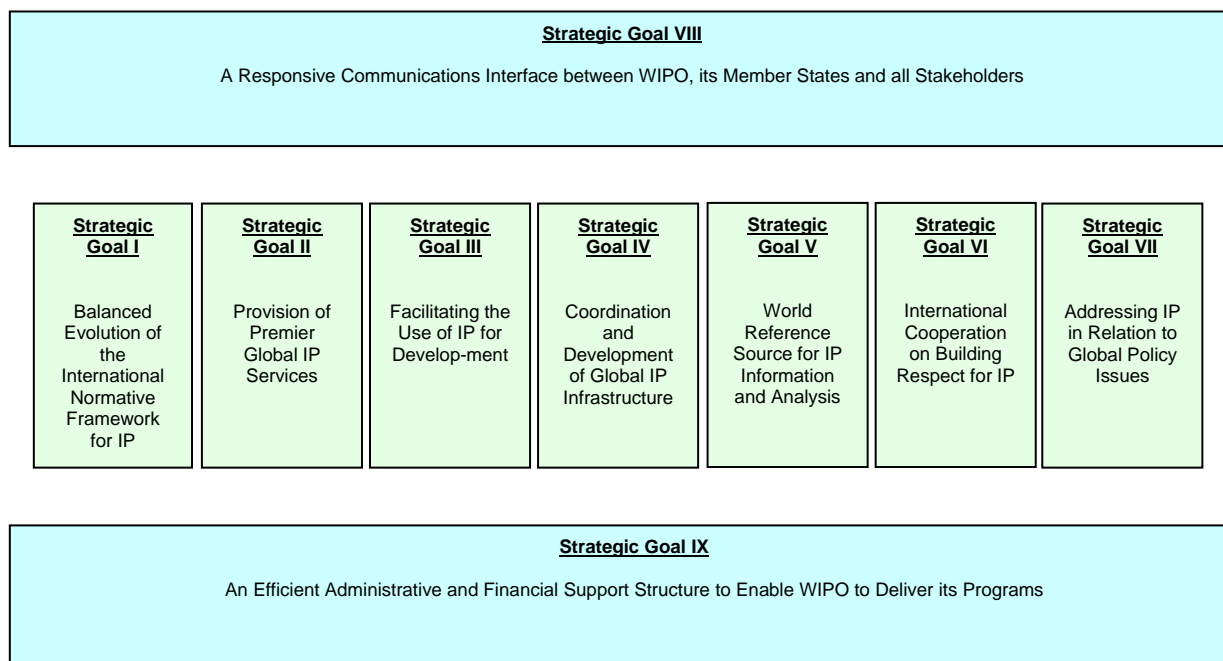 Strategic Goal VIII
A Responsive Communications Interface between WIPO, its Member States and all Stakeholders
Strategic
Goal I
Balanced
Evolution of
the
International
Normative
Framework
for IP
Strategic
Goal II
Provision of
Premier
Global IP
Services
Strategic
Goal III
Facilitating the
Use of IP for
Develop-ment
Strategic
Goal IV
Coordination
and
Development
of Global IP
Infrastructure
Strategic
Goal V
World
Reference
Source for IP
Information
and Analysis
Strategic
Goal VI
International
Cooperation
on Building
Respect for IP
Strategic
Goal VII
Addressing IP
in Relation to
Global Policy
Issues
Strategic Goal IX
An Efficient Administrative and Financial Support Structure to Enable WIPO to Deliver its Programs